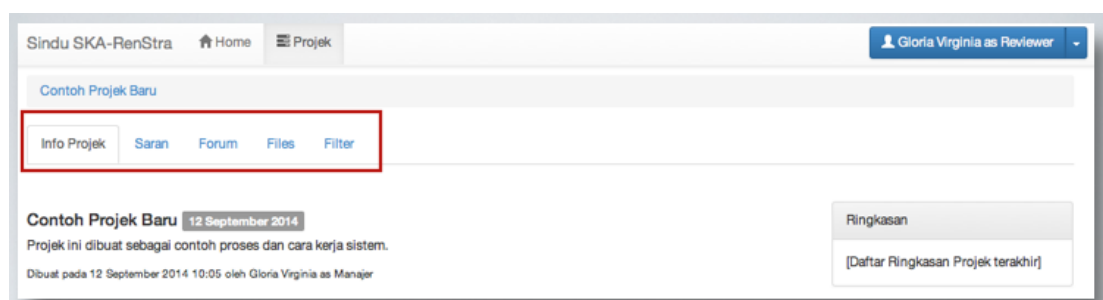 Sindu SKA-RenStra Home Projek Gloria Virginia as Reviewer
Contoh Projek Baru
Info Projek Saran Forum Files Filter
Contoh Projek Baru 12 September 2014
Projek ini dibuat sebagai contoh proses dan cara kerja sistem.
Dibuat pada 12 September 2014 10:05 oleh Gloria Virginia as Manajer
Ringkasan
[Daftar Ringkasan Projek terakhir]